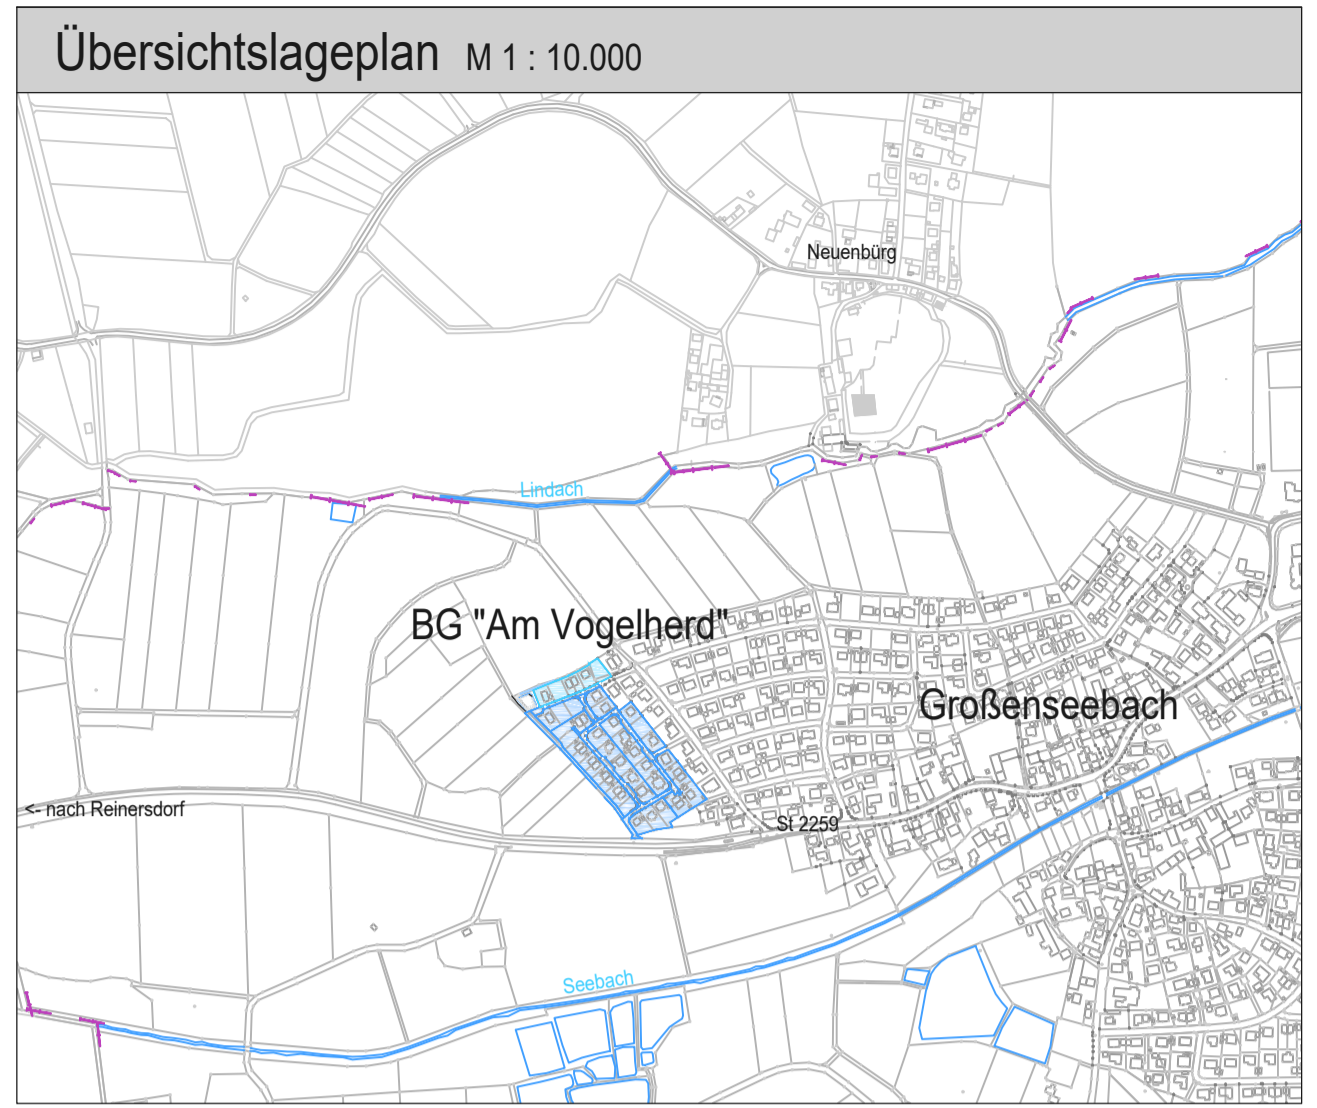 Übersichtslageplan M 1 : 10.000
Neuenbürg
Lindach
BG "Am Vogelherd"
Großenseebach
<- nach Reinersdorf
St 2259
Seebach